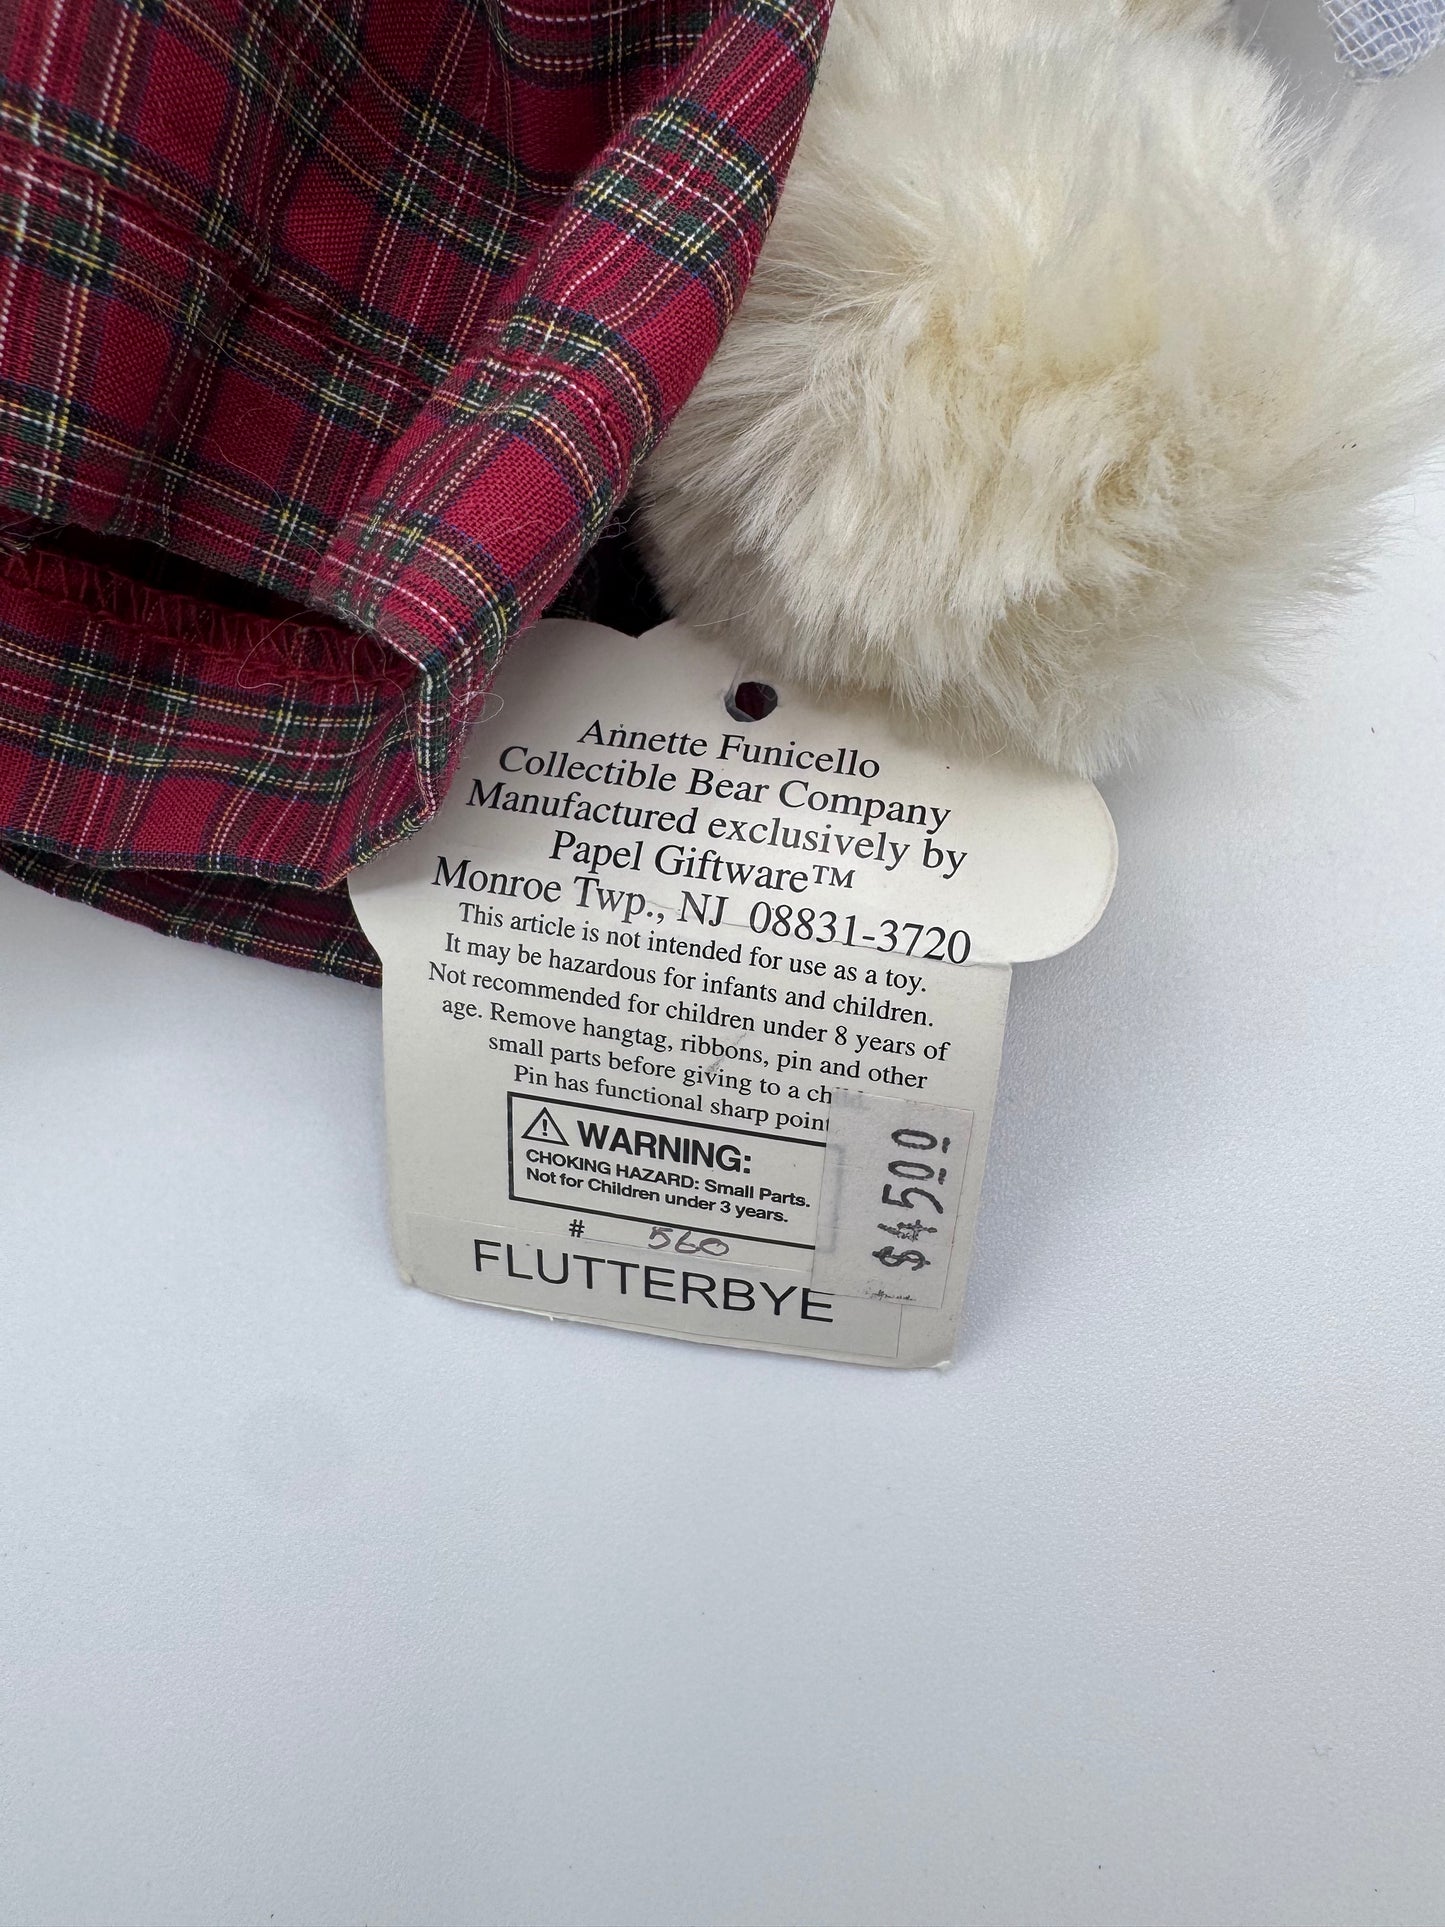 Annette Funicello
Collectible Bear Company
Manufactured exclusively by
Papel Giftware™
Monroe Twp., NJ 08831-3720
This article is not intended for use as a toy.
It may be hazardous for infants and children.
Not recommended for children under 8 years of
age. Remove hangtag, ribbons, pin and other
small parts before giving to a child.
Pin has functional sharp point
⚠ WARNING:
CHOKING HAZARD: Small Parts.
Not for Children under 3 years.
# 560
FLUTTERBYE
$45.00